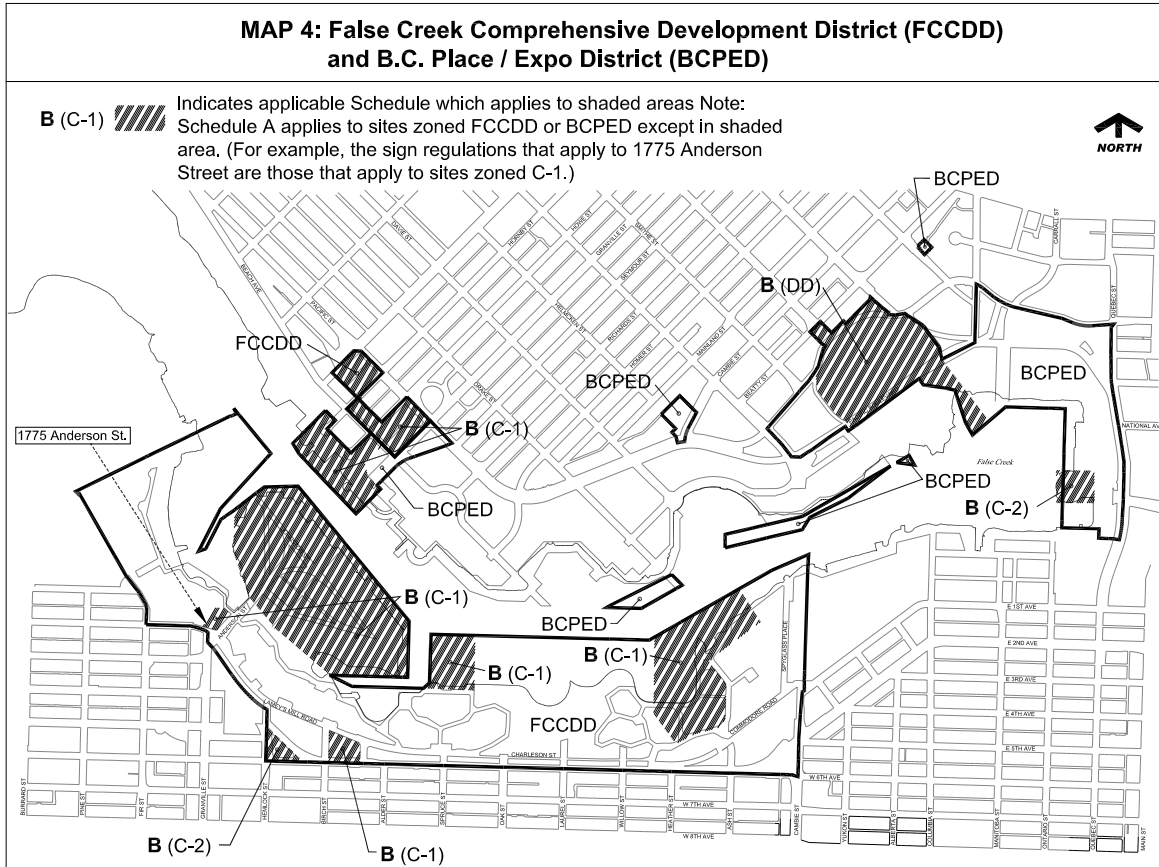 MAP 4: False Creek Comprehensive Development District (FCCDD)
and B.C. Place / Expo District (BCPED)
B (C-1)
Indicates applicable Schedule which applies to shaded areas Note:
Schedule A applies to sites zoned FCCDD or BCPED except in shaded
area. (For example, the sign regulations that apply to 1775 Anderson
Street are those that apply to sites zoned C-1.)
NORTH
BCPED
CARRALL ST
QUEBEC ST
DAVIE ST
HORNBY ST
HOWE ST
GRANVILLE ST
SMITHE ST
SEYMOUR ST
BEACH AVE
PACIFIC ST
B (DD)
HELMCKEN ST
RICHARDS ST
HOMER ST
MAINLAND ST
CAMBIE ST
BEATTY ST
FCCDD
DRAKE ST
BCPED
BCPED
B (C-1)
1775 Anderson St.
NATIONAL AV
False Creek
BCPED
BCPED
B (C-2)
B (C-1)
ANDERSON ST
BCPED
E 1ST AVE
B (C-1)
B (C-1)
SPYGLASS PLACE
E 2ND AVE
E 3RD AVE
LAMEY'S MILL ROAD
FCCDD
COMMODORE ROAD
E 4TH AVE
CHARLESON ST
E 5TH AVE
W 6TH AVE
W 7TH AVE
W 8TH AVE
BURRARD ST
PINE ST
FIR ST
GRANVILLE ST
HEMLOCK ST
BIRCH ST
ALDER ST
SPRUCE ST
OAK ST
LAUREL ST
WILLOW ST
HEATHER ST
ASH ST
CAMBIE ST
YUKON ST
ALBERTA ST
COLUMBIA ST
MANITOBA ST
ONTARIO ST
QUEBEC ST
MAIN ST
B (C-2)
B (C-1)